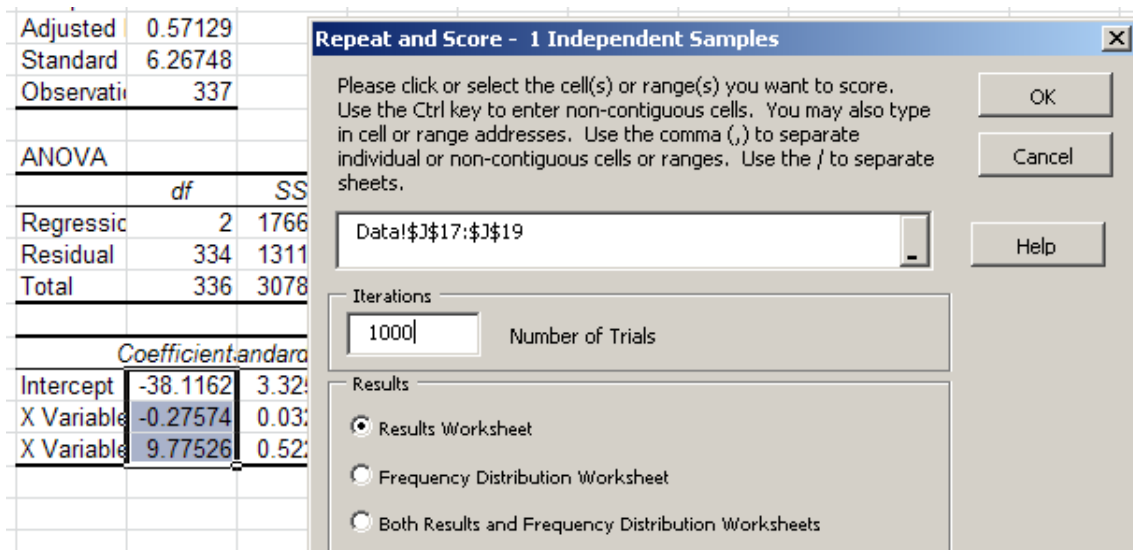 Adjusted 0.57129
Standard 6.26748
Observatio 337
ANOVA
df SS
Regressio 2 1766
Residual 334 1311
Total 336 3078
Coefficient andard
Intercept -38.1162 3.32
X Variable -0.27574 0.03
X Variable 9.77526 0.52
Repeat and Score - 1 Independent Samples
Please click or select the cell(s) or range(s) you want to score.
Use the Ctrl key to enter non-contiguous cells. You may also type
in cell or range addresses. Use the comma (,) to separate
individual or non-contiguous cells or ranges. Use the / to separate
sheets.
OK
Cancel
Data!$J$17:$J$19
Help
Iterations
1000 Number of Trials
Results
Results Worksheet
Frequency Distribution Worksheet
Both Results and Frequency Distribution Worksheets